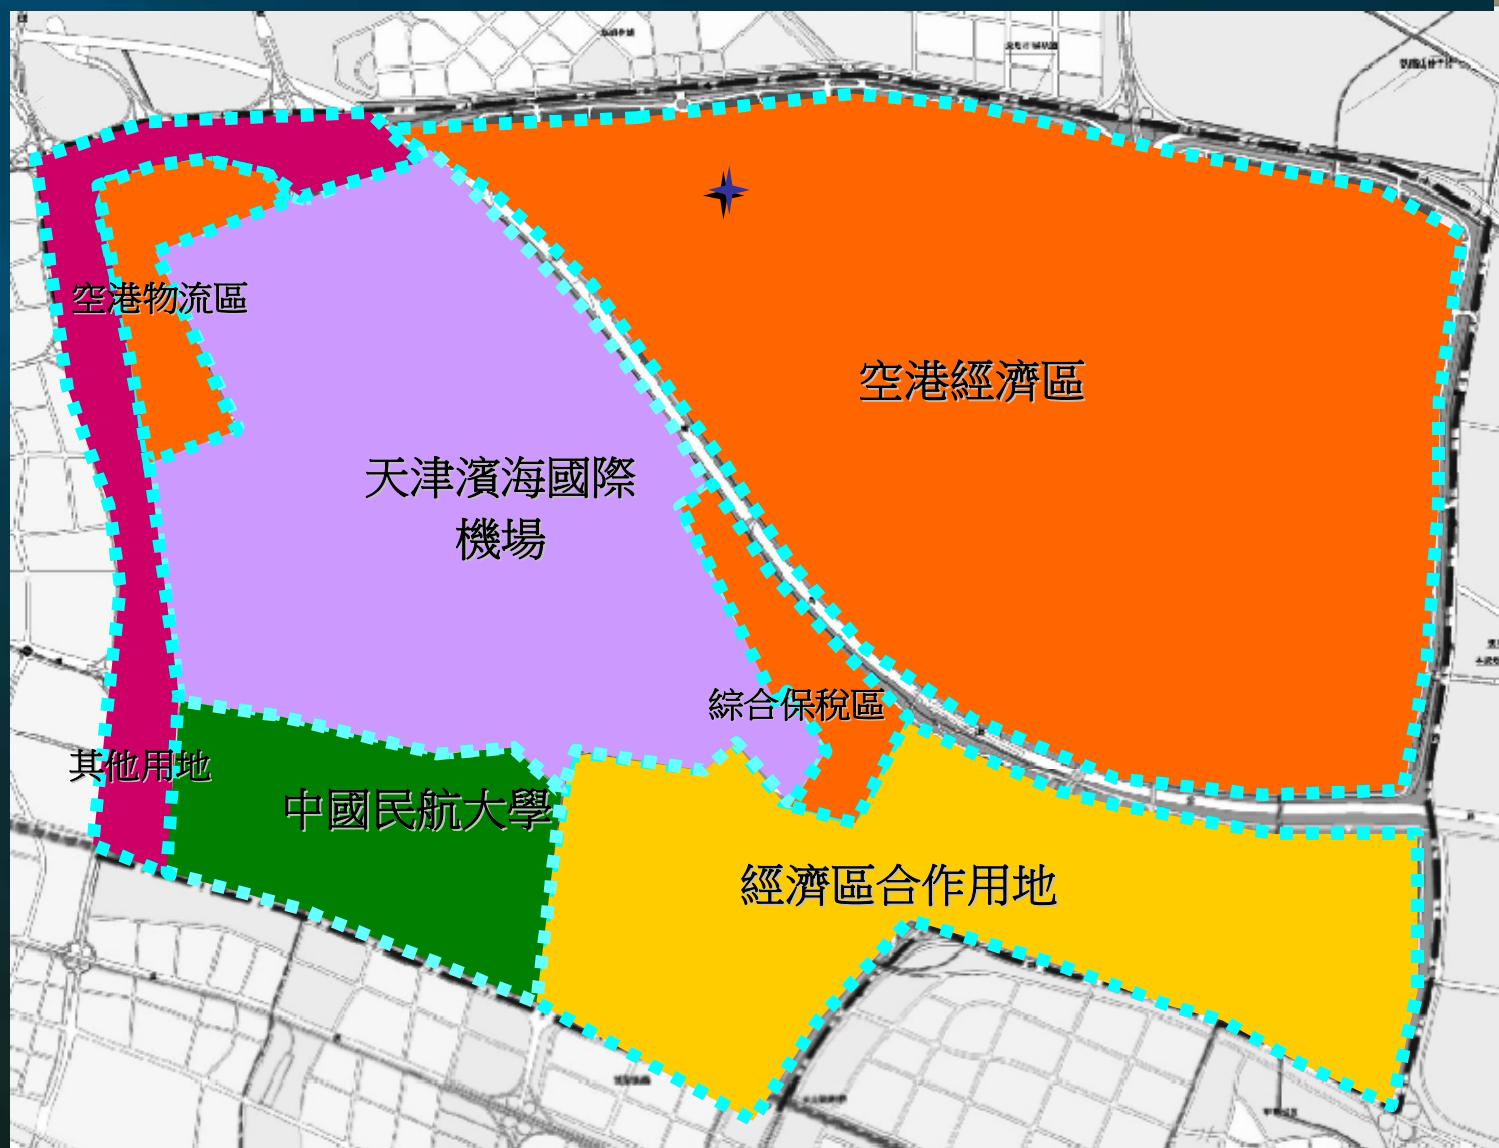 空港物流區
空港經濟區
天津濱海國際
機場
綜合保稅區
其他用地
中國民航大學
經濟區合作用地